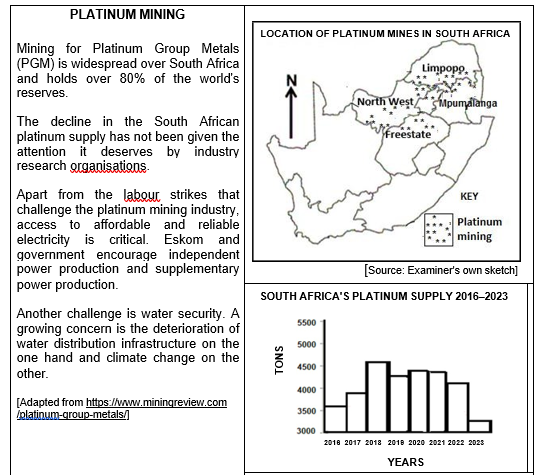 PLATINUM MINING
Mining for Platinum Group Metals
(PGM) is widespread over South Africa
and holds over 80% of the world's
reserves.
The decline in the South African
platinum supply has not been given the
attention it deserves by industry
research organisations.
Apart from the labour strikes that
challenge the platinum mining industry,
access to affordable and reliable
electricity is critical. Eskom and
government encourage independent
power production and supplementary
power production.
Another challenge is water security. A
growing concern is the deterioration of
water distribution infrastructure on the
one hand and climate change on the
other.
[Adapted from https://www.miningreview.com
/platinum-group-metals/]
LOCATION OF PLATINUM MINES IN SOUTH AFRICA
N
Limpopo
North West
Mpumalanga
Freestate
KEY
Platinum
mining
[Source: Examiner's own sketch]
SOUTH AFRICA'S PLATINUM SUPPLY 2016–2023
TONS
5500
5000
4500
4000
3500
3000
2016 2017 2018 2019 2020 2021 2022 2023
YEARS